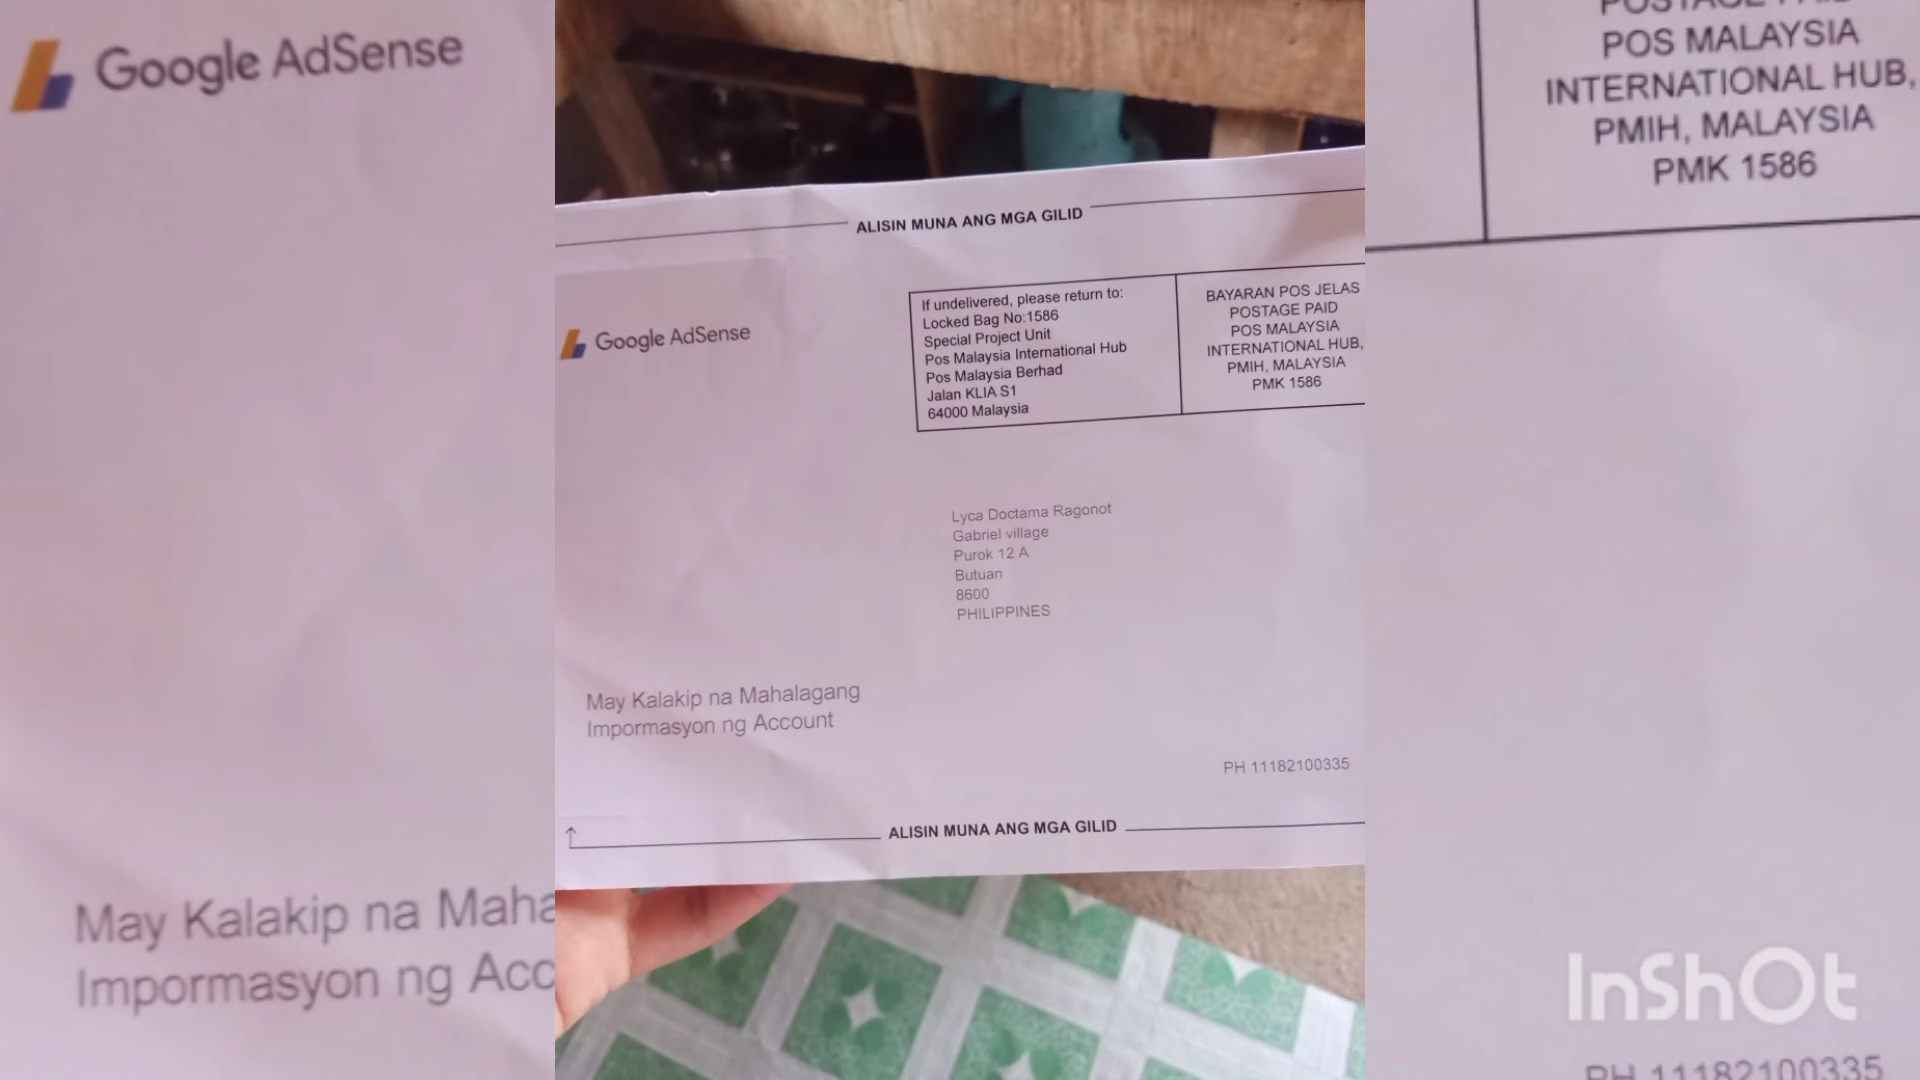 Google AdSense
May Kalakip na Maha
Impormasyon ng Acc
ALISIN MUNA ANG MGA GILID
Google AdSense
If undelivered, please return to:
Locked Bag No:1586
Special Project Unit
Pos Malaysia International Hub
Pos Malaysia Berhad
Jalan KLIA S1
64000 Malaysia
BAYARAN POS JELAS
POSTAGE PAID
POS MALAYSIA
INTERNATIONAL HUB,
PMIH, MALAYSIA
PMK 1586
Lyca Doctama Ragonot
Gabriel village
Purok 12 A
Butuan
8600
PHILIPPINES
May Kalakip na Mahalagang
Impormasyon ng Account
PH 11182100335
ALISIN MUNA ANG MGA GILID
POSTAGE PAID
POS MALAYSIA
INTERNATIONAL HUB,
PMIH, MALAYSIA
PMK 1586
InShOt
PH 11182100335